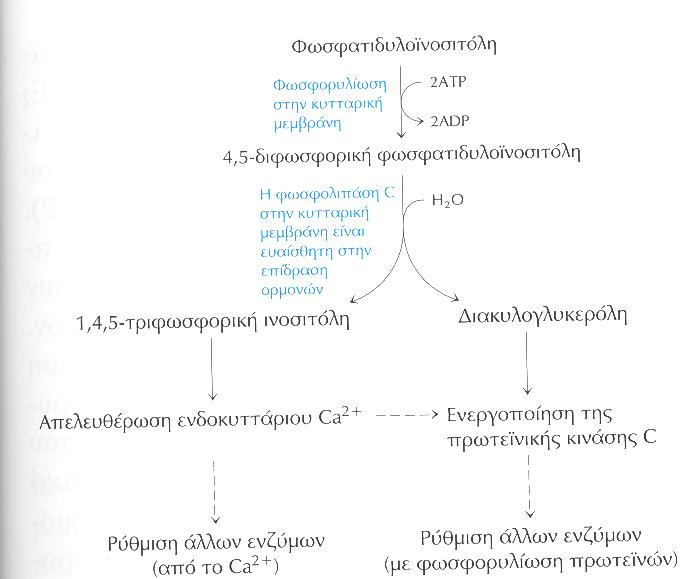 Φωσφατιδυλοϊνοσιτόλη
Φωσφορυλίωση
στην κυτταρική
μεμβράνη
2ATP
2ADP
4,5-διφωσφορική φωσφατιδυλοϊνοσιτόλη
Η φωσφολιπάση C
στην κυτταρική
μεμβράνη είναι
ευαίσθητη στην
επίδραση
ορμονών
H₂O
1,4,5-τριφωσφορική ινοσιτόλη
Διακυλογλυκερόλη
Απελευθέρωση ενδοκυττάριου Ca²⁺
Ενεργοποίηση της
πρωτεϊνικής κινάσης C
Ρύθμιση άλλων ενζύμων
(από το Ca²⁺)
Ρύθμιση άλλων ενζύμων
(με φωσφορυλίωση πρωτεϊνών)